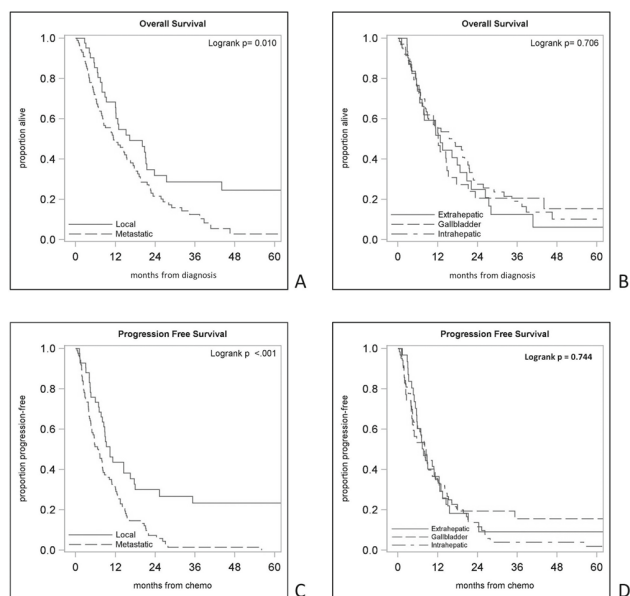 Overall Survival
Logrank p= 0.010
proportion alive
1.0
0.8
0.6
0.4
0.2
0.0
Local
Metastatic
0 12 24 36 48 60
months from diagnosis
A
Overall Survival
Logrank p= 0.706
proportion alive
1.0
0.8
0.6
0.4
0.2
0.0
Extrahepatic
Gallbladder
Intrahepatic
0 12 24 36 48 60
months from diagnosis
B
Progression Free Survival
Logrank p <.001
proportion progression-free
1.0
0.8
0.6
0.4
0.2
0.0
Local
Metastatic
0 12 24 36 48 60
months from chemo
C
Progression Free Survival
Logrank p = 0.744
proportion progression-free
1.0
0.8
0.6
0.4
0.2
0.0
Extrahepatic
Gallbladder
Intrahepatic
0 12 24 36 48 60
months from chemo
D